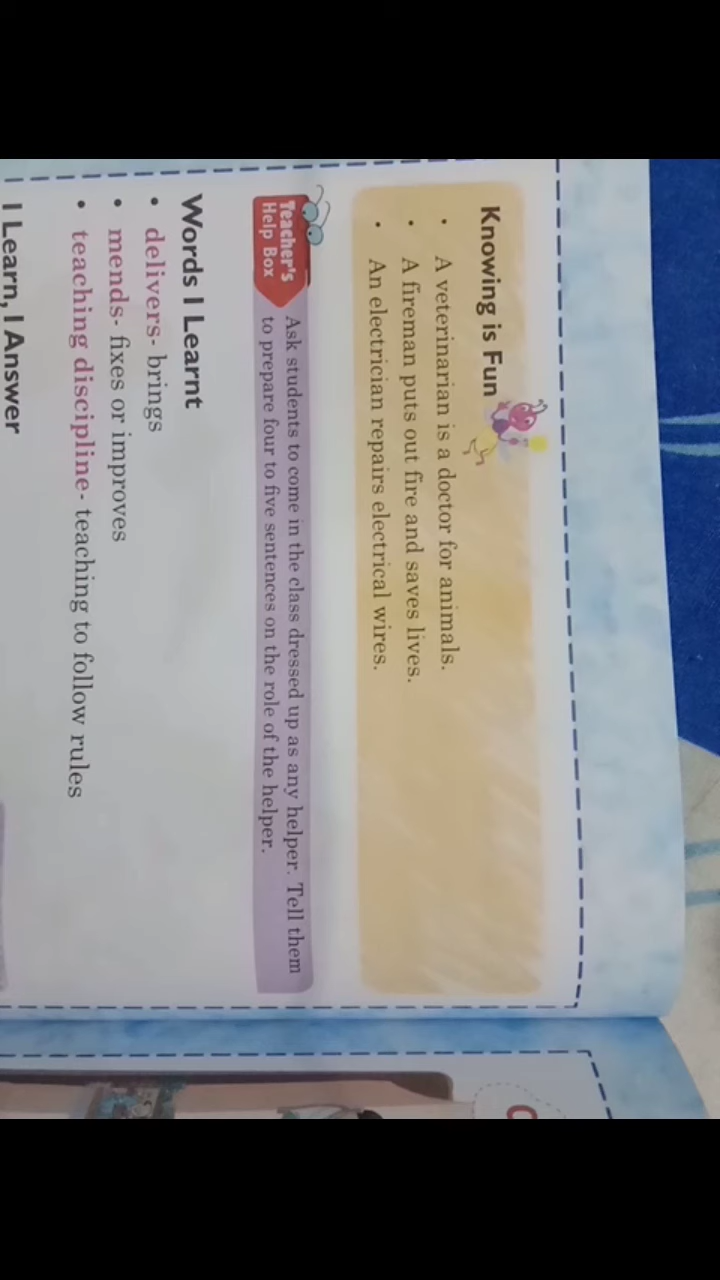 Knowing is Fun
• A veterinarian is a doctor for animals.
• A fireman puts out fire and saves lives.
• An electrician repairs electrical wires.
Teacher's
Help Box
Ask students to come in the class dressed up as any helper. Tell them
to prepare four to five sentences on the role of the helper.
Words I Learnt
• delivers- brings
• mends- fixes or improves
• teaching discipline- teaching to follow rules
I Learn, I Answer